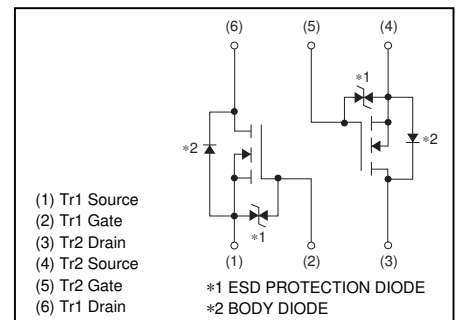 (6) (5) (4)
*1
*2
*2
*1
(1) (2) (3)
(1) Tr1 Source
(2) Tr1 Gate
(3) Tr2 Drain
(4) Tr2 Source
(5) Tr2 Gate
(6) Tr1 Drain
*1 ESD PROTECTION DIODE
*2 BODY DIODE